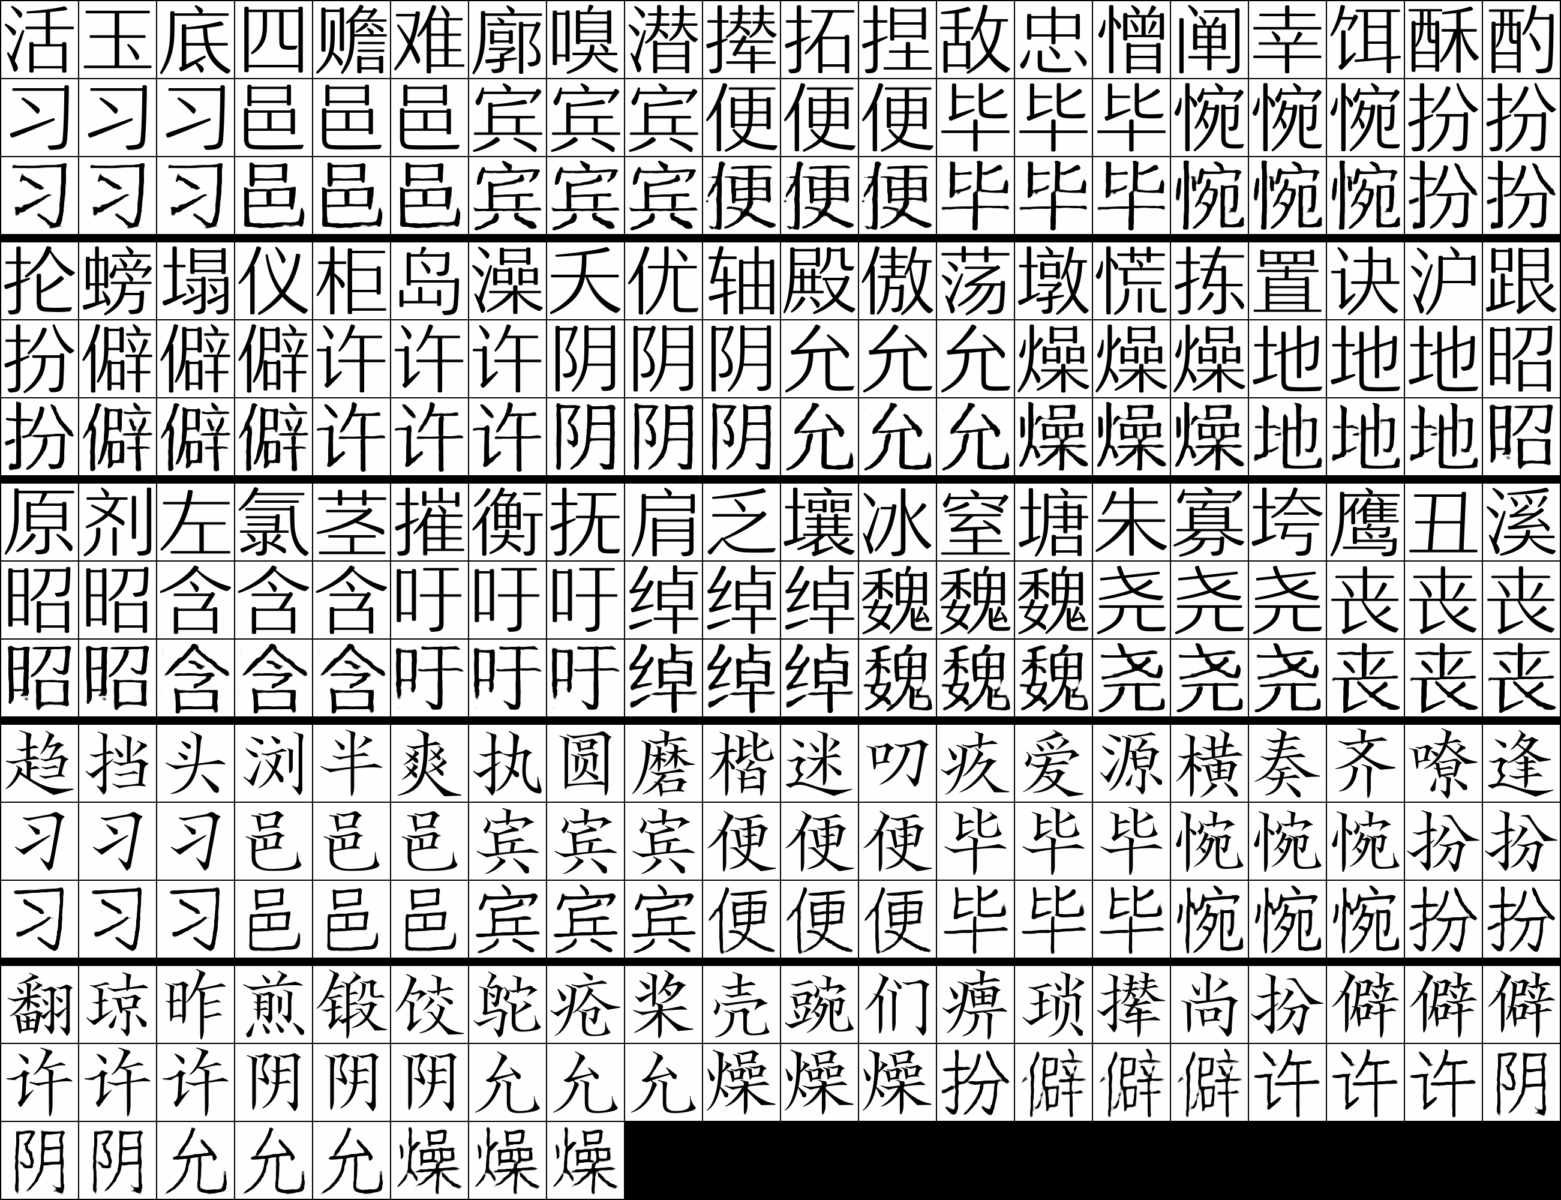 活玉底四赡难廓嗅潜撵拓捏敌忠憎阐幸饵酥酌
习习习邑邑邑宾宾宾便便便毕毕毕惋惋惋扮扮
习习习邑邑邑宾宾宾便便便毕毕毕惋惋惋扮扮
抡螃塌仪柜岛澡夭优轴殿傲荡墩慌拣置诀沪跟
扮僻僻僻许许许阴阴阴允允允燥燥燥地地地昭
扮僻僻僻许许许阴阴阴允允允燥燥燥地地地昭
原剂左氯茎摧衡抚肩乏壤冰窒塘朱寡垮鹰丑溪
昭昭含含含吁吁吁绰绰绰魏魏魏尧尧尧丧丧丧
昭昭含含含吁吁吁绰绰绰魏魏魏尧尧尧丧丧丧
趋挡头浏半爽执圆磨楷迷叨疚爱源横奏齐嘹逢
习习习邑邑邑宾宾宾便便便毕毕毕惋惋惋扮扮
习习习邑邑邑宾宾宾便便便毕毕毕惋惋惋扮扮
翻琼昨煎锻饺鸵疮桨壳豌们痹琐撵尚扮僻僻僻
许许许阴阴阴允允允燥燥燥扮僻僻僻许许许阴
阴阴允允允燥燥燥